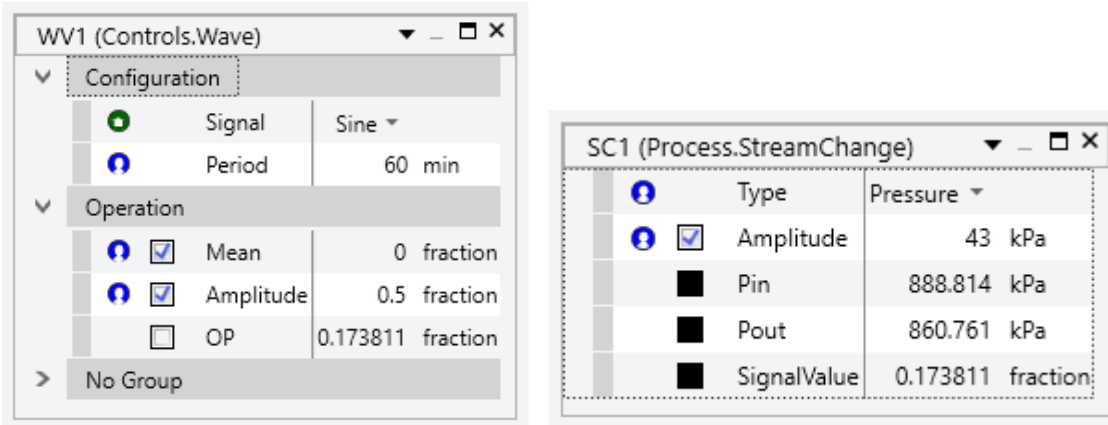 WV1 (Controls.Wave)
Configuration
Signal Sine
Period 60 min
Operation
Mean 0 fraction
Amplitude 0.5 fraction
OP 0.173811 fraction
No Group
SC1 (Process.StreamChange)
Type Pressure
Amplitude 43 kPa
Pin 888.814 kPa
Pout 860.761 kPa
SignalValue 0.173811 fraction